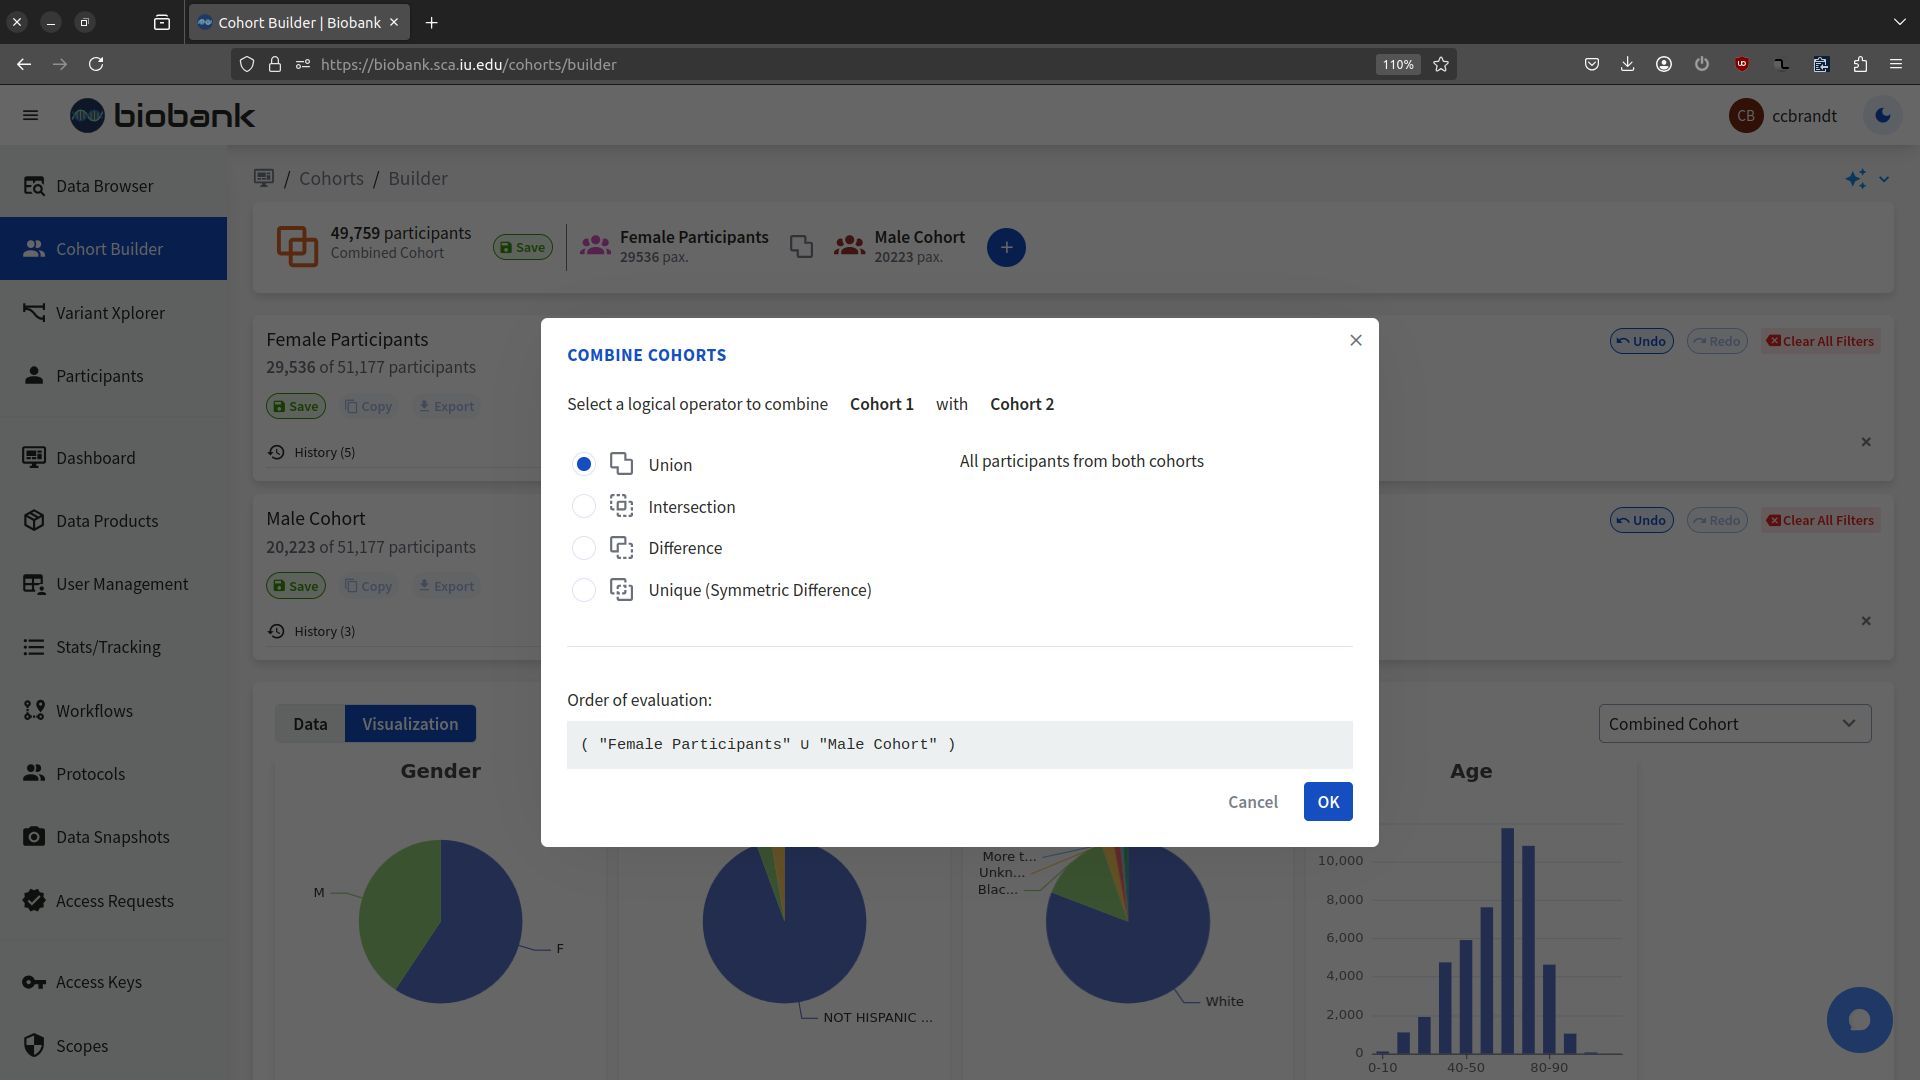 Cohort Builder | Biobank
https://biobank.sca.iu.edu/cohorts/builder
110%
biobank
CB
ccbrandt
Data Browser
Cohort Builder
Variant Xplorer
Participants
Dashboard
Data Products
User Management
Stats/Tracking
Workflows
Protocols
Data Snapshots
Access Requests
Access Keys
Scopes
/ Cohorts / Builder
49,759 participants
Combined Cohort
Save
Female Participants
29536 pax.
Male Cohort
20223 pax.
+
Female Participants
29,536 of 51,177 participants
Save Copy Export
History (5)
Undo Redo Clear All Filters
Male Cohort
20,223 of 51,177 participants
Save Copy Export
History (3)
Undo Redo Clear All Filters
COMBINE COHORTS
Select a logical operator to combine Cohort 1 with Cohort 2
Union
All participants from both cohorts
Intersection
Difference
Unique (Symmetric Difference)
Order of evaluation:
( "Female Participants" ∪ "Male Cohort" )
Cancel OK
Data Visualization
Combined Cohort
Gender
M
F
NOT HISPANIC ...
More t...
Unkn...
Blac...
White
Age
10,000
8,000
6,000
4,000
2,000
0
0-10 40-50 80-90